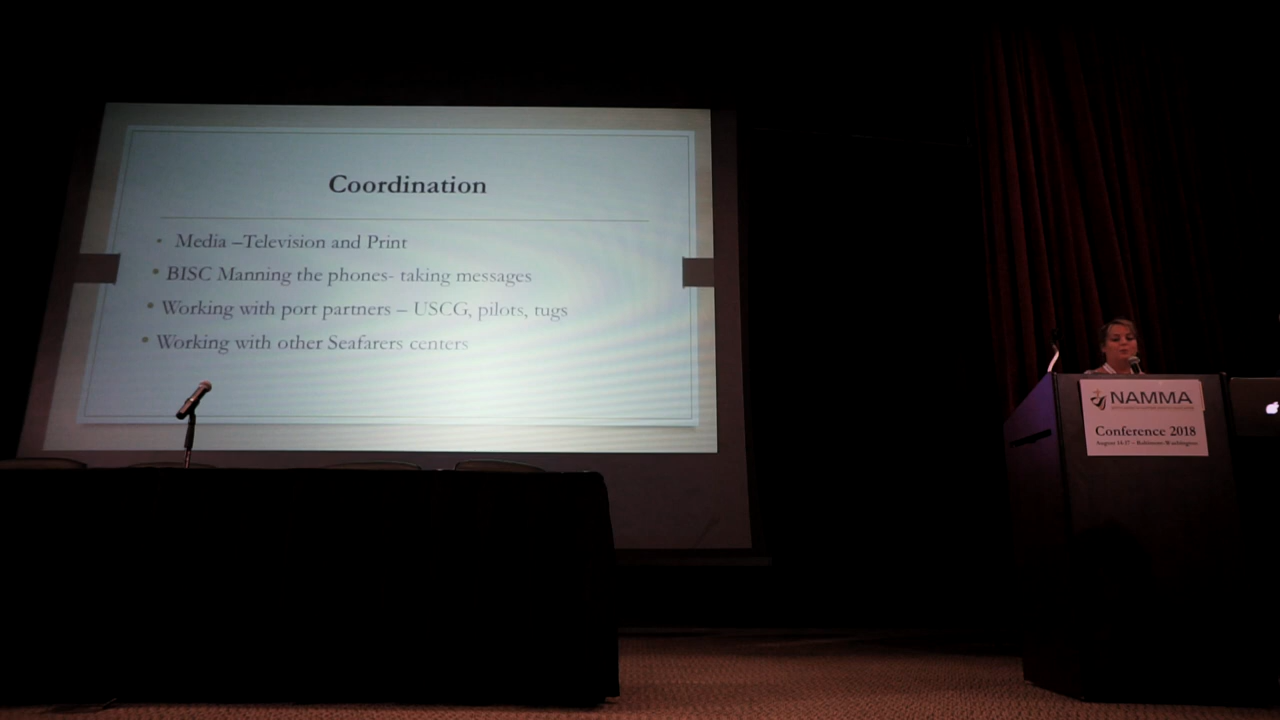 Coordination
• Media –Television and Print
• BISC Manning the phones- taking messages
• Working with port partners – USCG, pilots, tugs
• Working with other Seafarers centers
NAMMA
Conference 2018